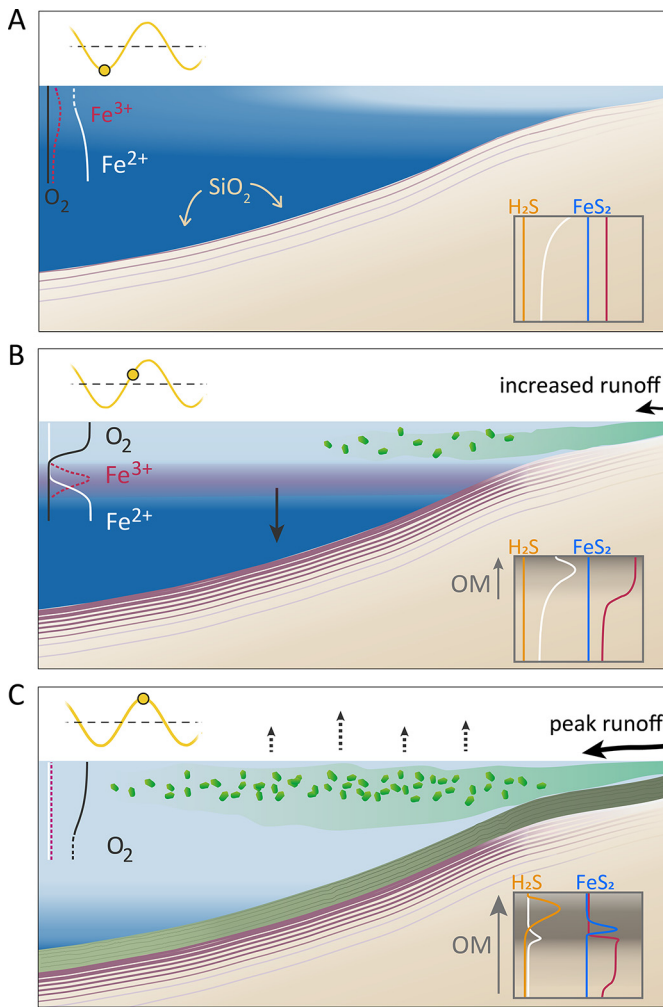 A
Fe³⁺
Fe²⁺
O₂
SiO₂
H₂S FeS₂
B
increased runoff
O₂
Fe³⁺
Fe²⁺
H₂S FeS₂
OM
C
peak runoff
O₂
H₂S FeS₂
OM